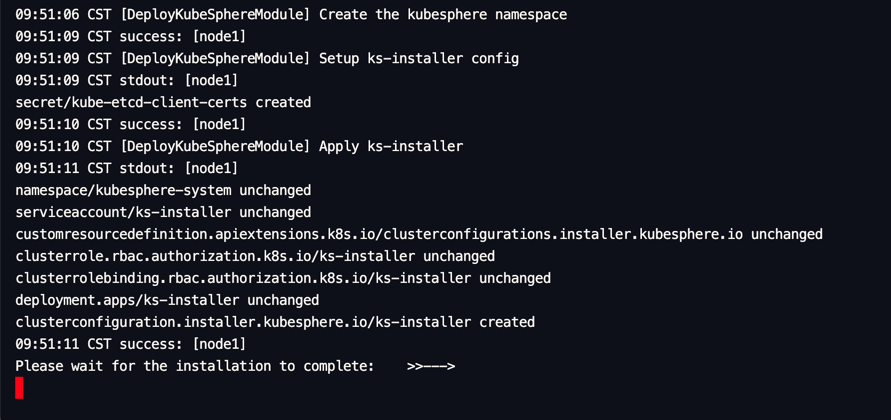 09:51:06 CST [DeployKubeSphereModule] Create the kubesphere namespace
09:51:09 CST success: [node1]
09:51:09 CST [DeployKubeSphereModule] Setup ks-installer config
09:51:09 CST stdout: [node1]
secret/kube-etcd-client-certs created
09:51:10 CST success: [node1]
09:51:10 CST [DeployKubeSphereModule] Apply ks-installer
09:51:11 CST stdout: [node1]
namespace/kubesphere-system unchanged
serviceaccount/ks-installer unchanged
customresourcedefinition.apiextensions.k8s.io/clusterconfigurations.installer.kubesphere.io unchanged
clusterrole.rbac.authorization.k8s.io/ks-installer unchanged
clusterrolebinding.rbac.authorization.k8s.io/ks-installer unchanged
deployment.apps/ks-installer unchanged
clusterconfiguration.installer.kubesphere.io/ks-installer created
09:51:11 CST success: [node1]
Please wait for the installation to complete:    >>--->